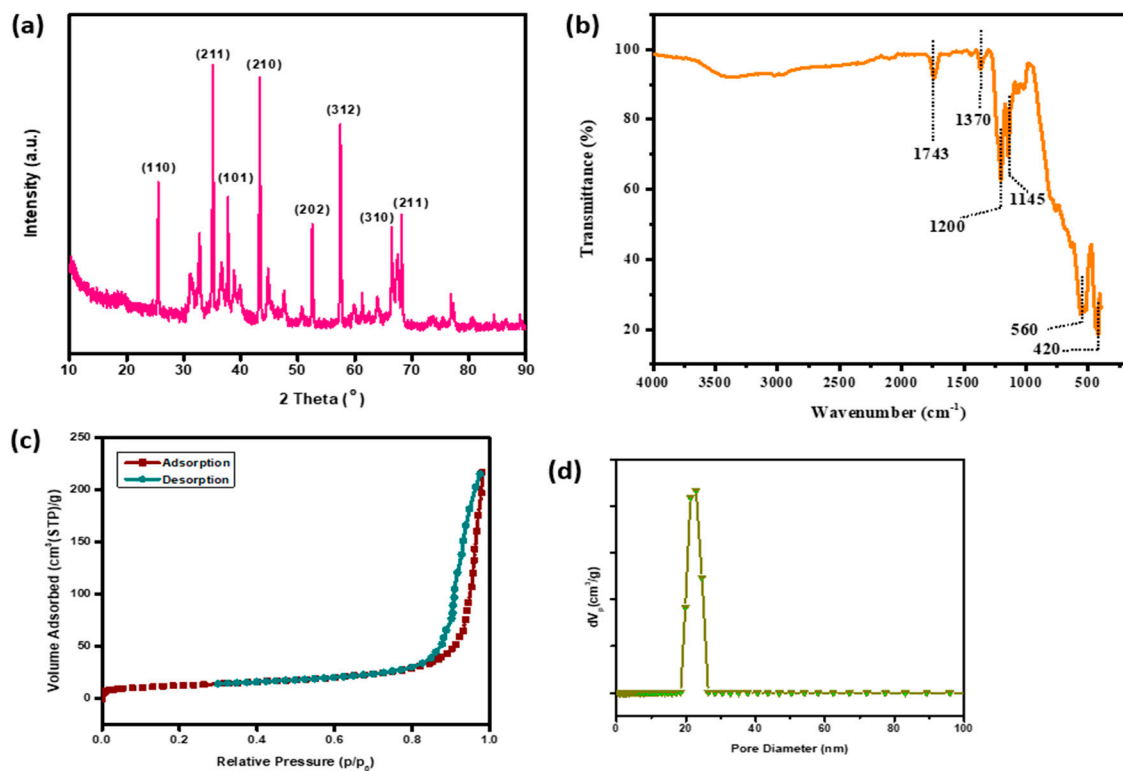 (a)
(211)
(210)
(312)
(110)
(101)
(202)
(310)
(211)
Intensity (a.u.)
10 20 30 40 50 60 70 80 90
2 Theta (°)
(b)
100
80
60
40
20
Transmittance (%)
1743
1370
1200
1145
560
420
4000 3500 3000 2500 2000 1500 1000 500
Wavenumber (cm⁻¹)
(c)
250
200
150
100
50
0
Volume Adsorbed (cm³(STP)/g)
Adsorption
Desorption
0.0 0.2 0.4 0.6 0.8 1.0
Relative Pressure (p/p₀)
(d)
dVₚ(cm³/g)
0 20 40 60 80 100
Pore Diameter (nm)